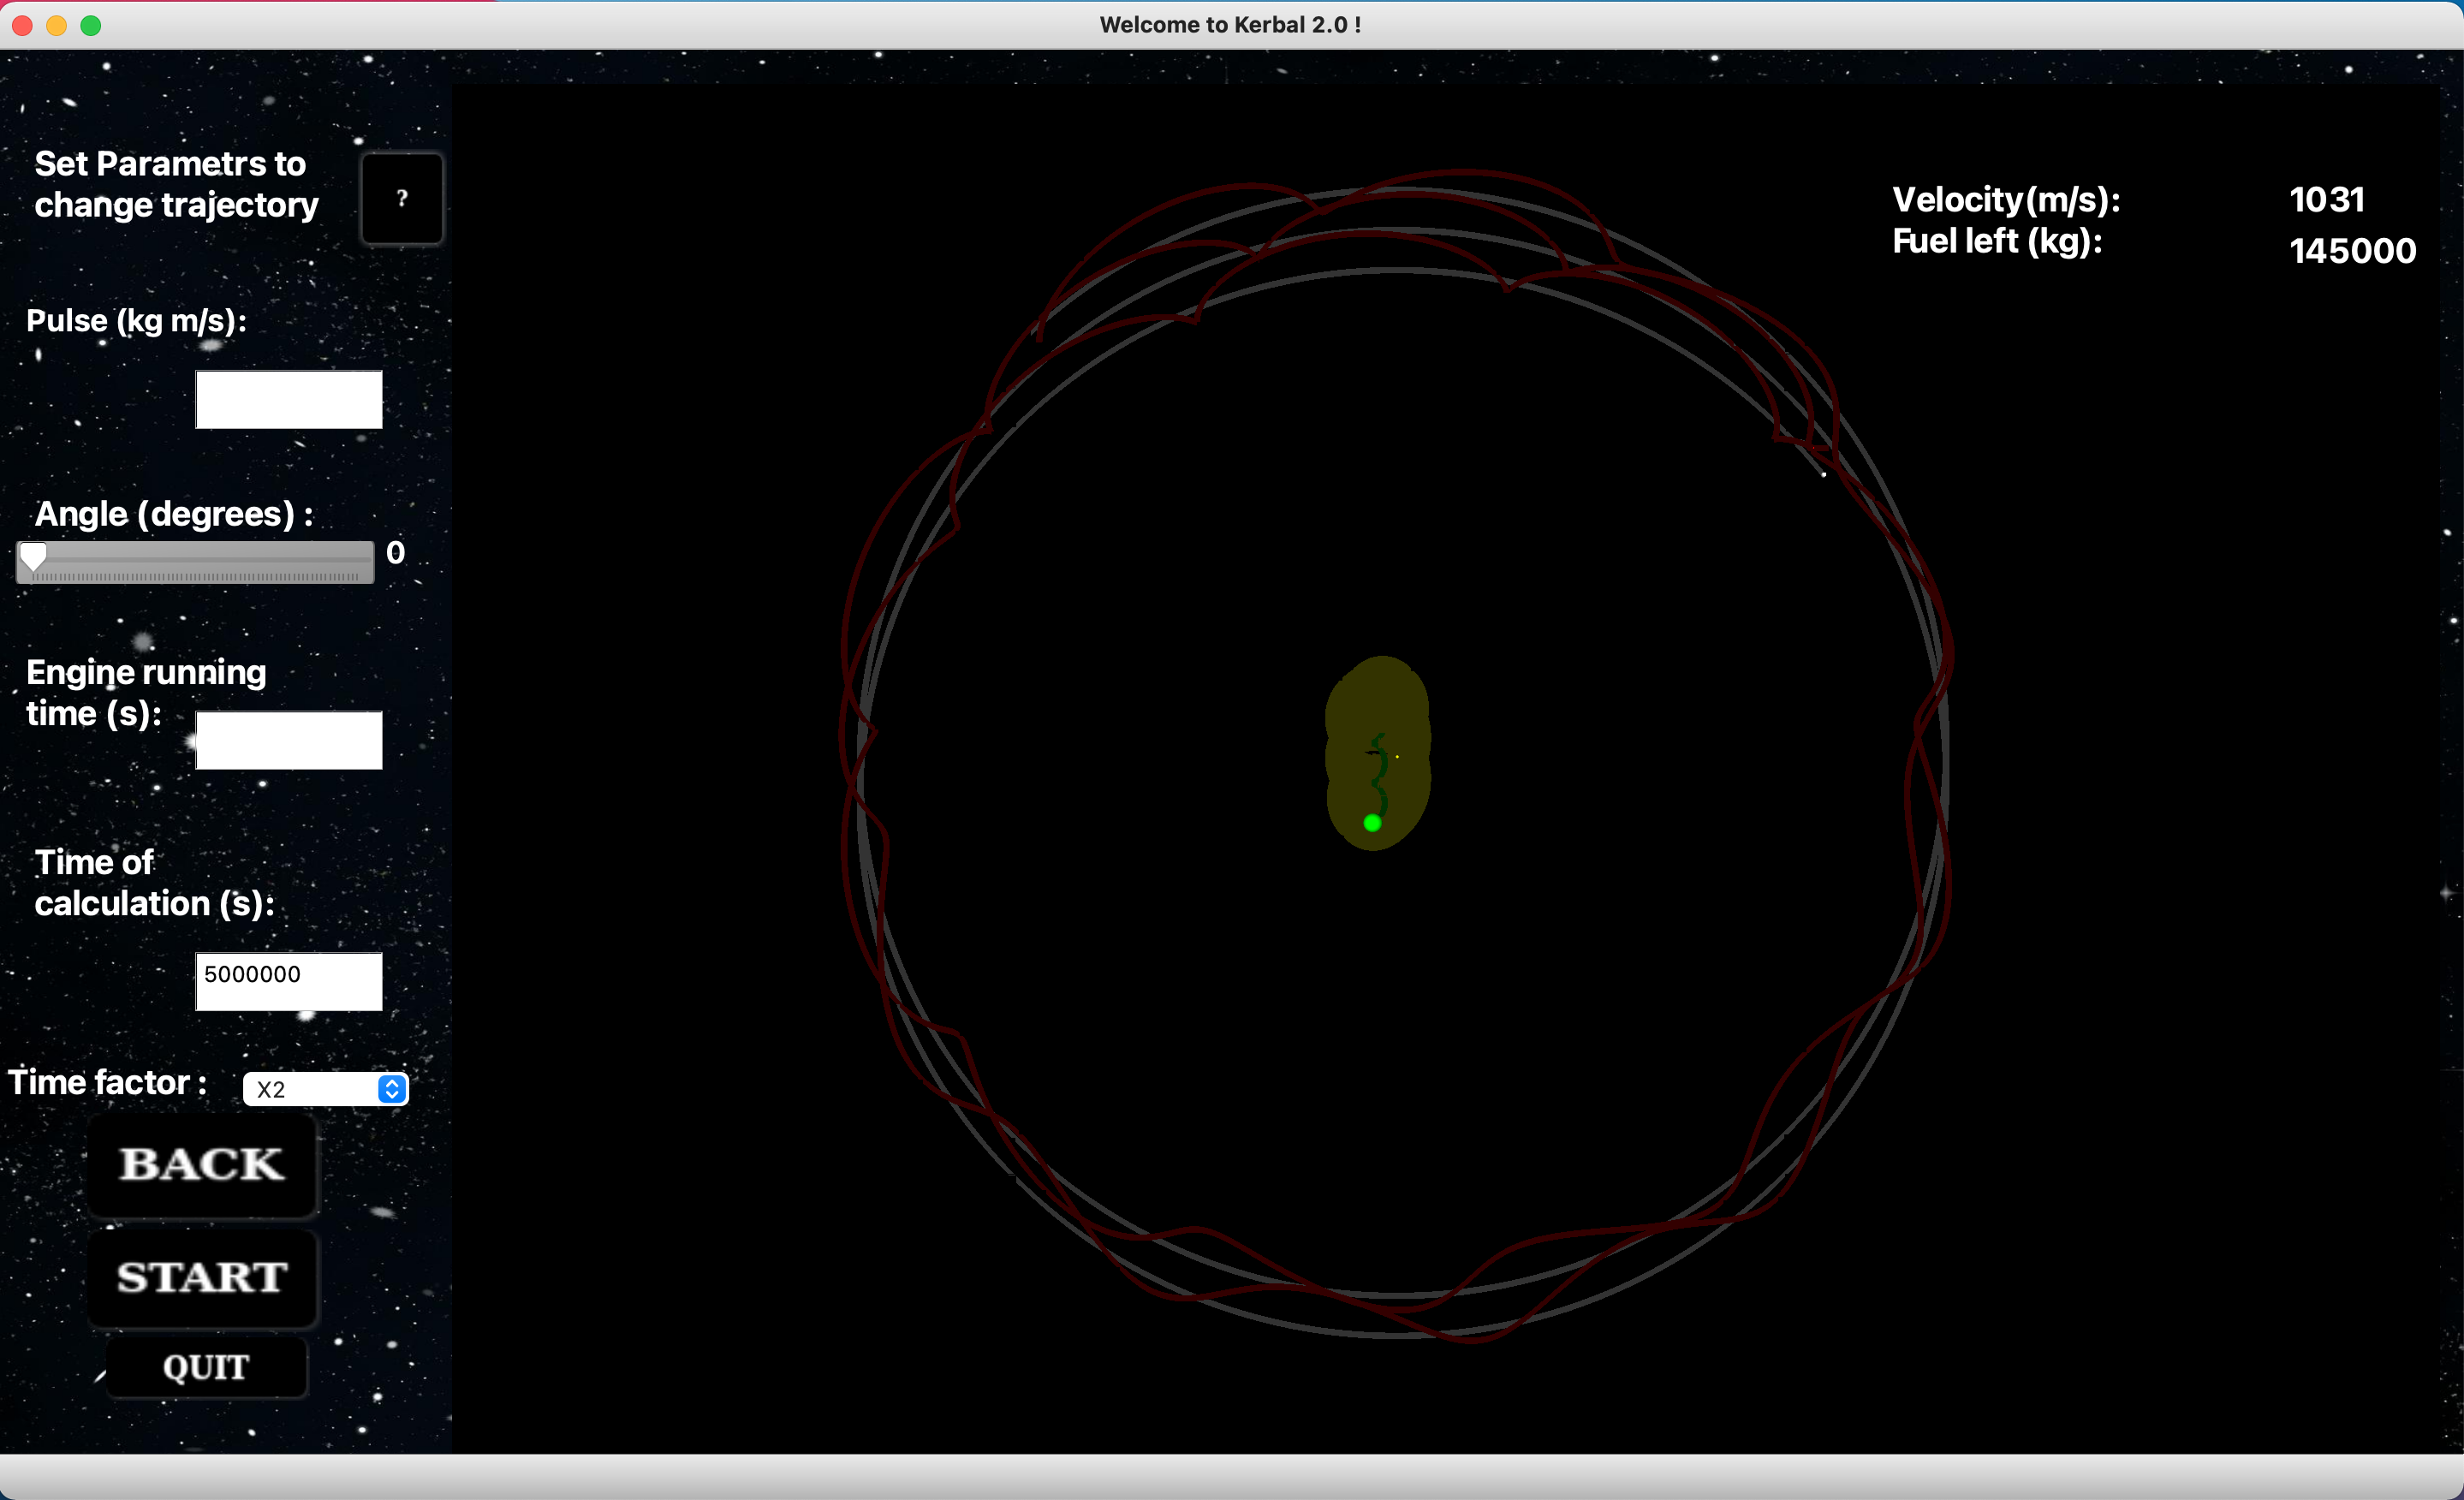 Welcome to Kerbal 2.0 !
Set Parametrs to
change trajectory
?
Velocity(m/s): 1031
Fuel left (kg): 145000
Pulse (kg m/s):
Angle (degrees) :
0
Engine running
time (s):
Time of
calculation (s):
5000000
Time factor : X2
BACK
START
QUIT